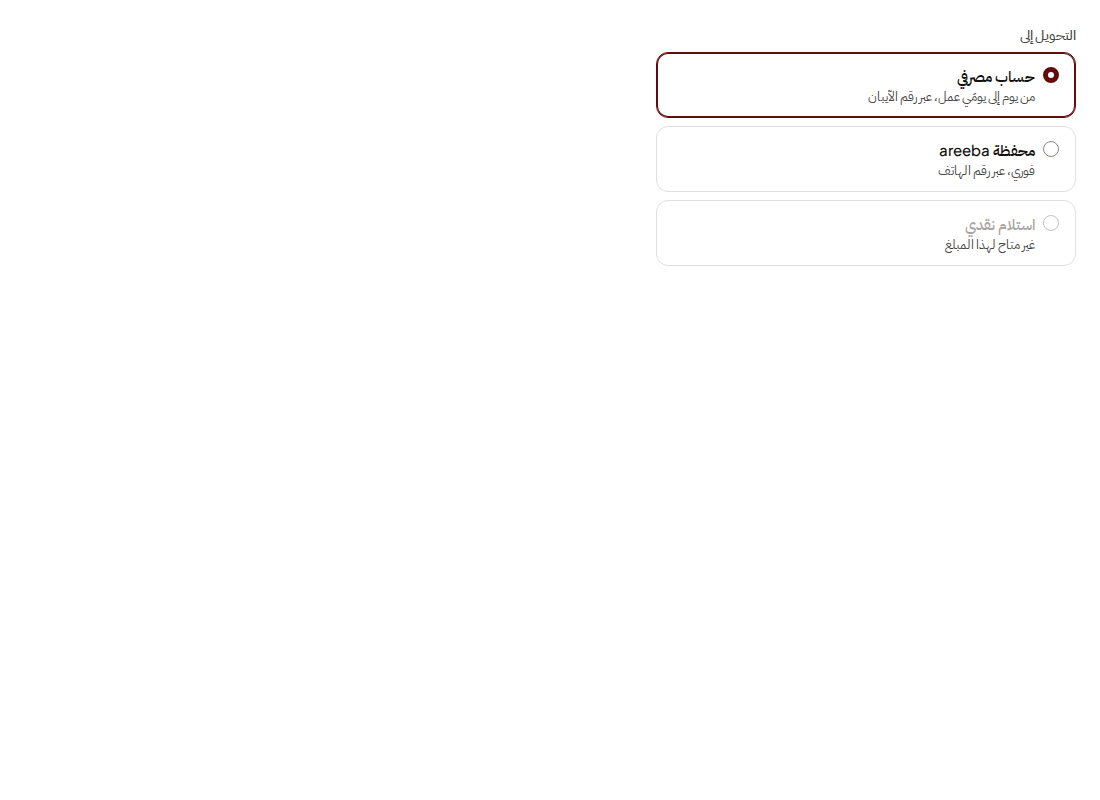 التحويل إلى
حساب مصرفي
من يوم إلى يومَي عمل، عبر رقم الآيبان
محفظة areeba
فوري، عبر رقم الهاتف
استلام نقدي
غير متاح لهذا المبلغ